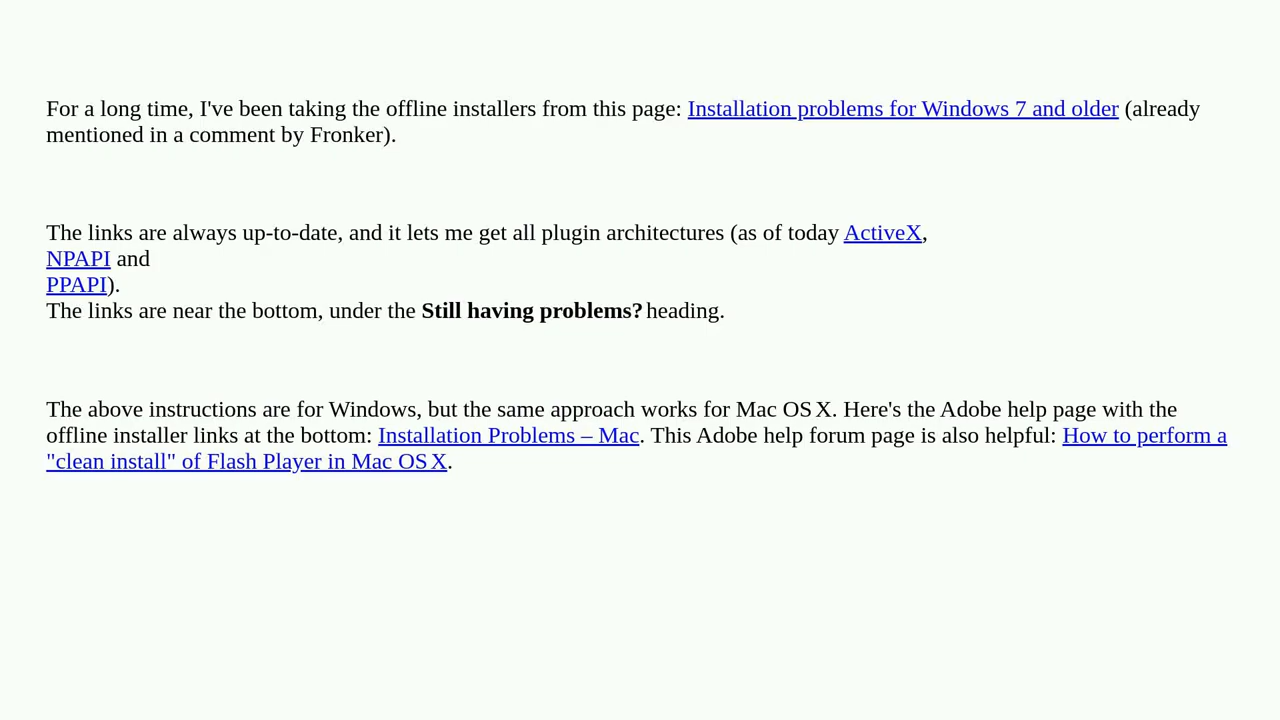 For a long time, I've been taking the offline installers from this page: Installation problems for Windows 7 and older (already
mentioned in a comment by Fronker).
The links are always up-to-date, and it lets me get all plugin architectures (as of today ActiveX,
NPAPI and
PPAPI).
The links are near the bottom, under the Still having problems? heading.
The above instructions are for Windows, but the same approach works for Mac OS X. Here's the Adobe help page with the
offline installer links at the bottom: Installation Problems – Mac. This Adobe help forum page is also helpful: How to perform a
"clean install" of Flash Player in Mac OS X.